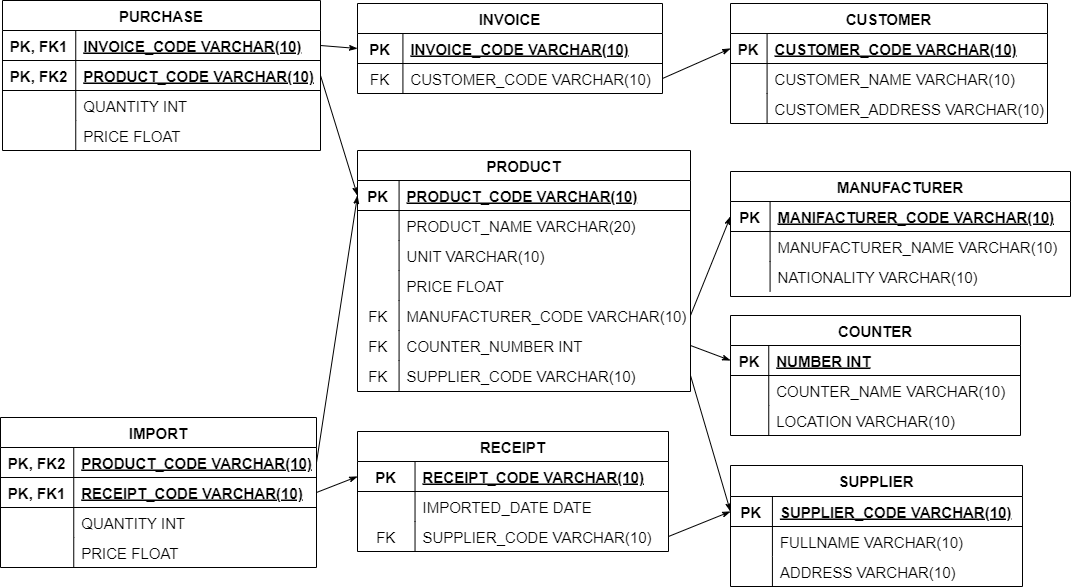 PURCHASE
PK, FK1 INVOICE_CODE VARCHAR(10)
PK, FK2 PRODUCT_CODE VARCHAR(10)
QUANTITY INT
PRICE FLOAT
INVOICE
PK INVOICE_CODE VARCHAR(10)
FK CUSTOMER_CODE VARCHAR(10)
CUSTOMER
PK CUSTOMER_CODE VARCHAR(10)
CUSTOMER_NAME VARCHAR(10)
CUSTOMER_ADDRESS VARCHAR(10)
PRODUCT
PK PRODUCT_CODE VARCHAR(10)
PRODUCT_NAME VARCHAR(20)
UNIT VARCHAR(10)
PRICE FLOAT
FK MANUFACTURER_CODE VARCHAR(10)
FK COUNTER_NUMBER INT
FK SUPPLIER_CODE VARCHAR(10)
MANUFACTURER
PK MANIFACTURER_CODE VARCHAR(10)
MANUFACTURER_NAME VARCHAR(10)
NATIONALITY VARCHAR(10)
COUNTER
PK NUMBER INT
COUNTER_NAME VARCHAR(10)
LOCATION VARCHAR(10)
IMPORT
PK, FK2 PRODUCT_CODE VARCHAR(10)
PK, FK1 RECEIPT_CODE VARCHAR(10)
QUANTITY INT
PRICE FLOAT
RECEIPT
PK RECEIPT_CODE VARCHAR(10)
IMPORTED_DATE DATE
FK SUPPLIER_CODE VARCHAR(10)
SUPPLIER
PK SUPPLIER_CODE VARCHAR(10)
FULLNAME VARCHAR(10)
ADDRESS VARCHAR(10)